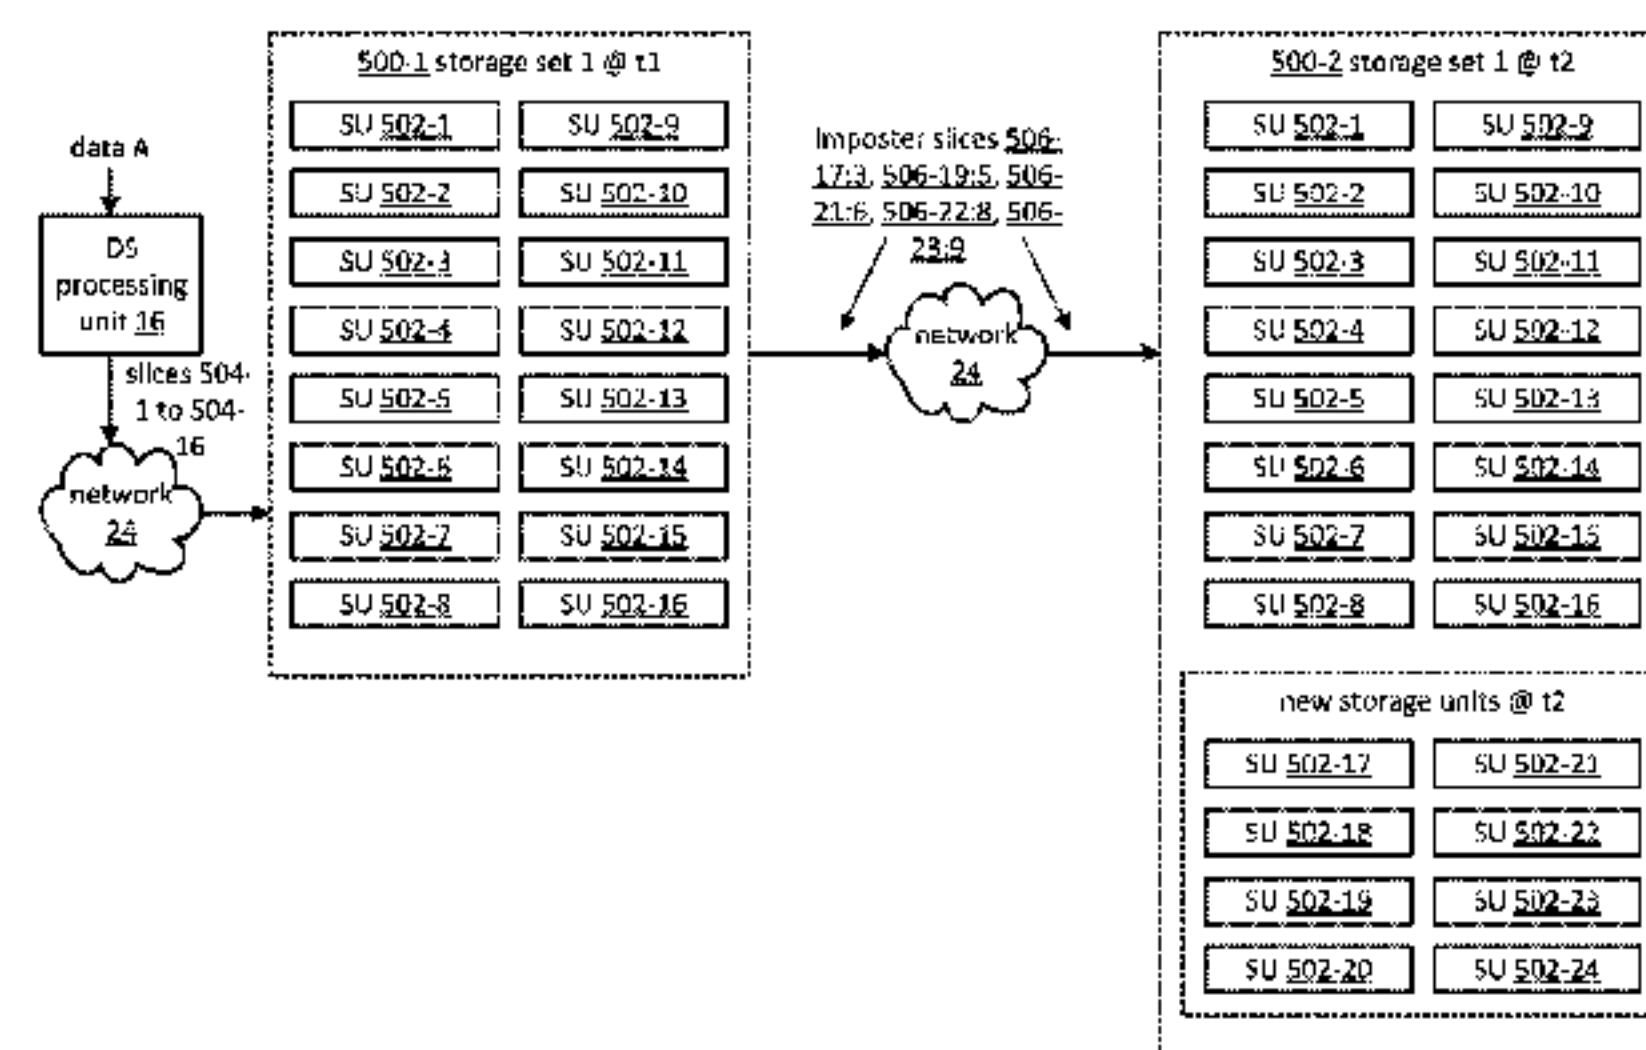 data A
DS
processing
unit 16
slices 504-
1 to 504-
16
network
24
500-1 storage set 1 @ t1
SU 502-1
SU 502-9
SU 502-2
SU 502-10
SU 502-3
SU 502-11
SU 502-4
SU 502-12
SU 502-5
SU 502-13
SU 502-6
SU 502-14
SU 502-7
SU 502-15
SU 502-8
SU 502-16
Imposter slices 506-
17:3, 506-19:5, 506-
21:6, 506-22:8, 506-
23:9
network
24
500-2 storage set 1 @ t2
SU 502-1
SU 502-9
SU 502-2
SU 502-10
SU 502-3
SU 502-11
SU 502-4
SU 502-12
SU 502-5
SU 502-13
SU 502-6
SU 502-14
SU 502-7
SU 502-15
SU 502-8
SU 502-16
new storage units @ t2
SU 502-17
SU 502-21
SU 502-18
SU 502-22
SU 502-19
SU 502-23
SU 502-20
SU 502-24